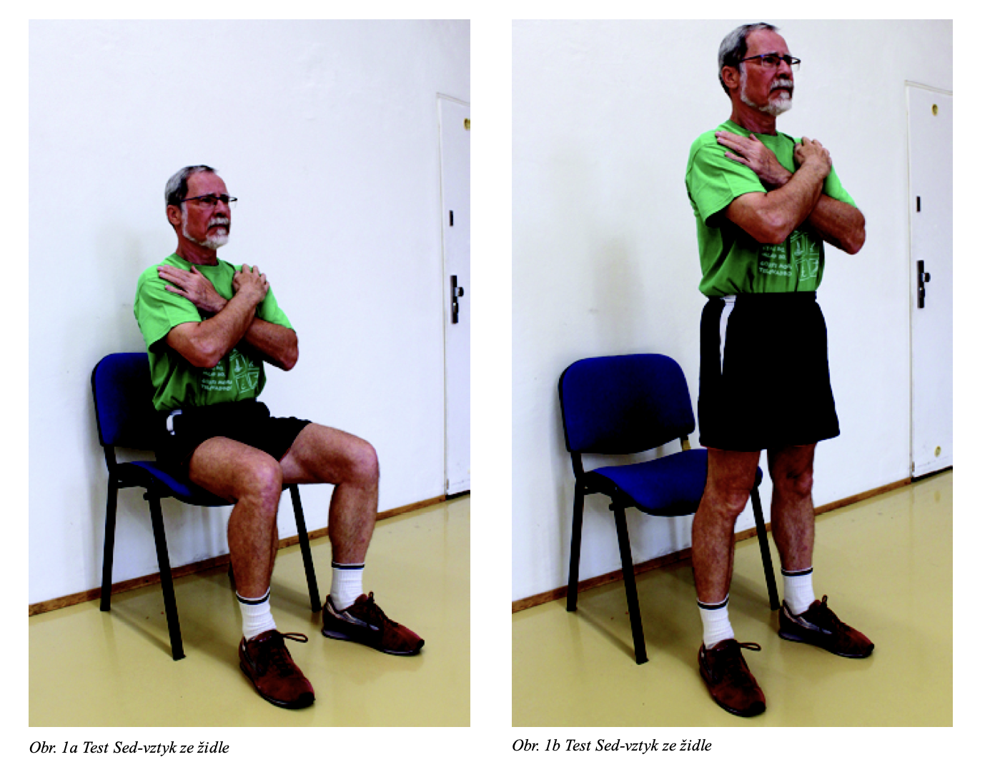 Obr. 1a Test Sed-vztyk ze židle
Obr. 1b Test Sed-vztyk ze židle